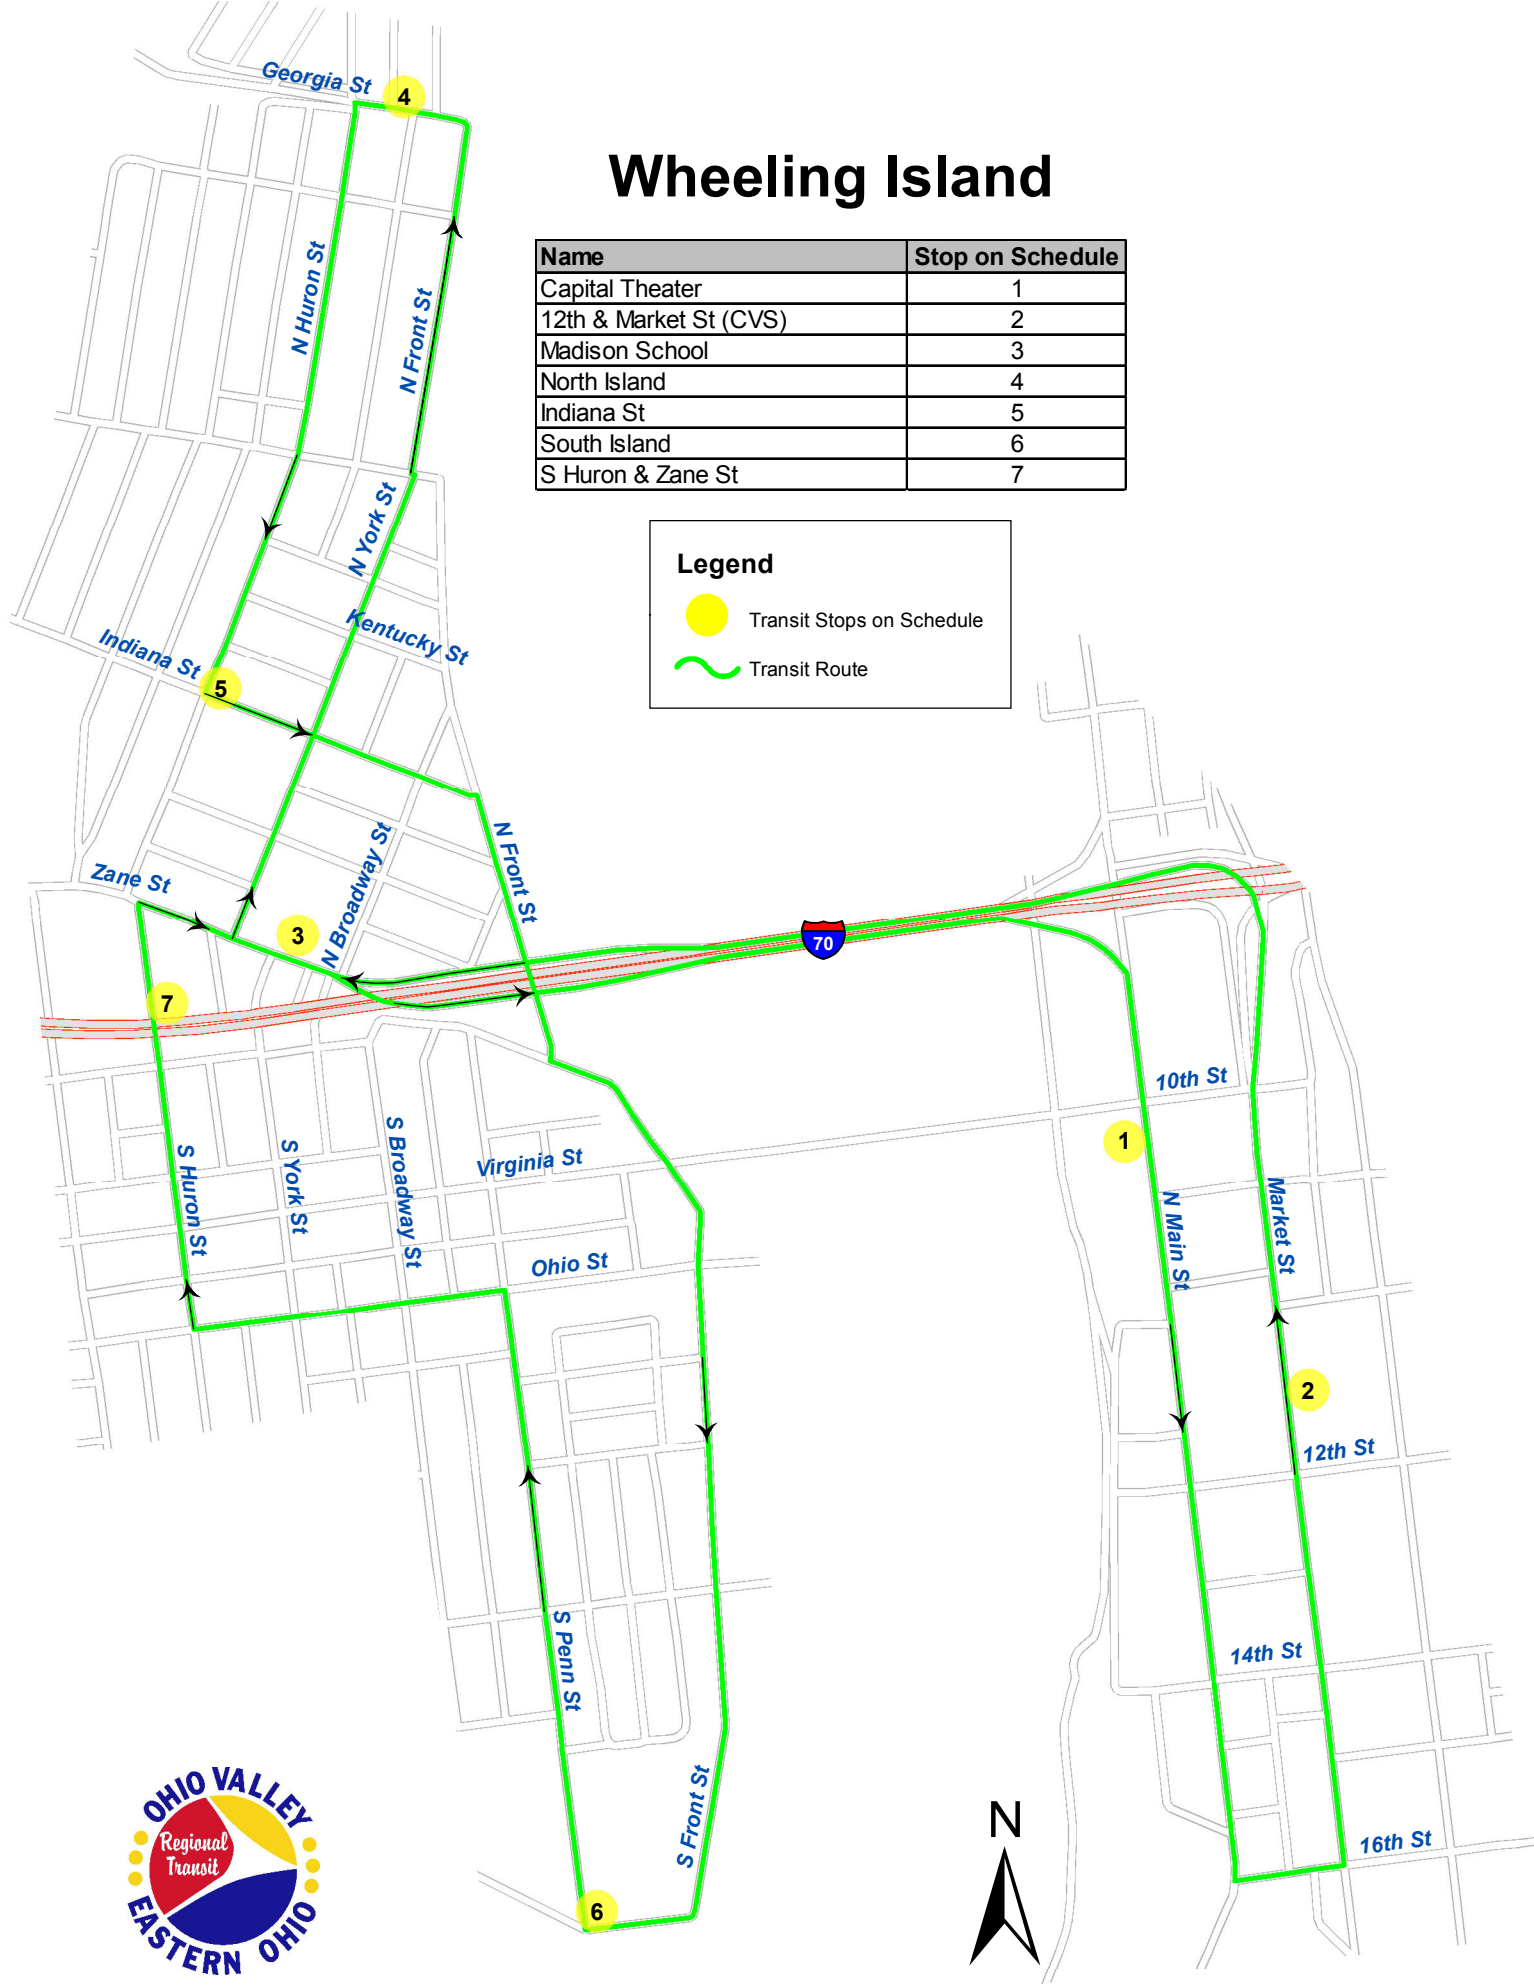 Georgia St
4
Wheeling Island
Name Stop on Schedule
Capital Theater 1
12th & Market St (CVS) 2
Madison School 3
North Island 4
Indiana St 5
South Island 6
S Huron & Zane St 7
N Huron St
N Front St
N York St
Legend
Transit Stops on Schedule
Transit Route
Kentucky St
Indiana St
5
Zane St
N Broadway St
N Front St
3
70
7
10th St
1
S Huron St
S York St
S Broadway St
Virginia St
N Main St
Market St
Ohio St
2
12th St
S Penn St
14th St
S Front St
16th St
6
N
OHIO VALLEY
Regional
Transit
EASTERN OHIO